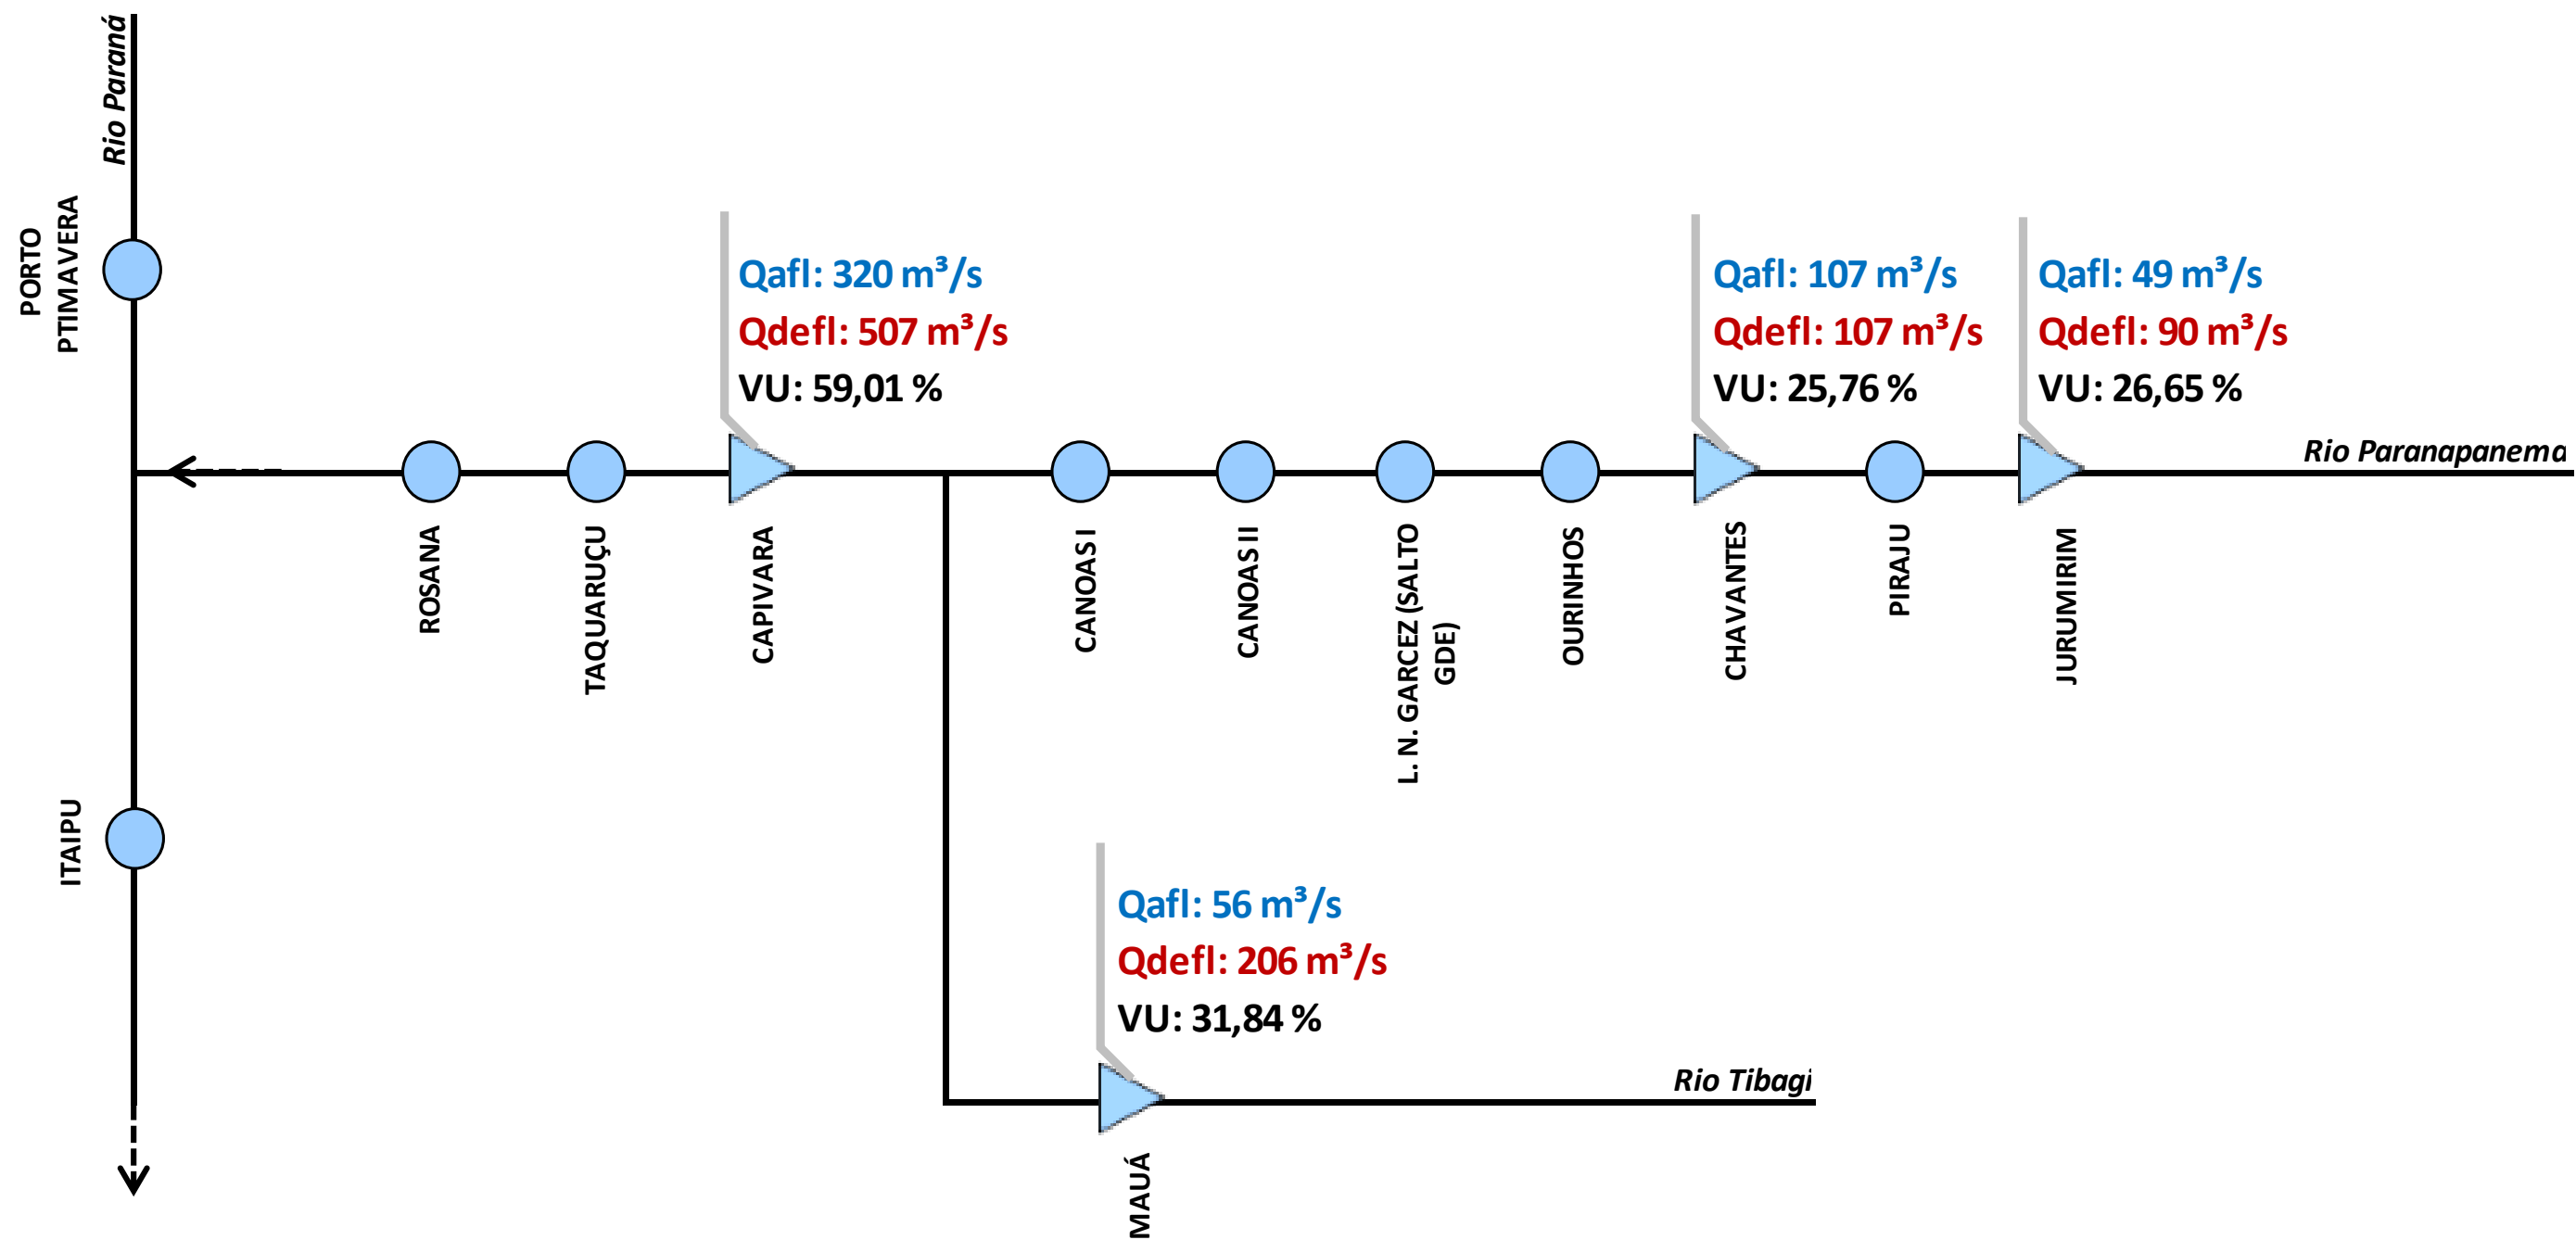 Rio Paraná
PORTO
PTIMAVERA
Qafl: 320 m³/s
Qdefl: 507 m³/s
VU: 59,01 %
Qafl: 107 m³/s
Qdefl: 107 m³/s
VU: 25,76 %
Qafl: 49 m³/s
Qdefl: 90 m³/s
VU: 26,65 %
Rio Paranapanema
ROSANA
TAQUARUÇU
CAPIVARA
CANOAS I
CANOAS II
L. N. GARCEZ (SALTO
GDE)
OURINHOS
CHAVANTES
PIRAJU
JURUMIRIM
ITAIPU
Qafl: 56 m³/s
Qdefl: 206 m³/s
VU: 31,84 %
Rio Tibagi
MAUÁ